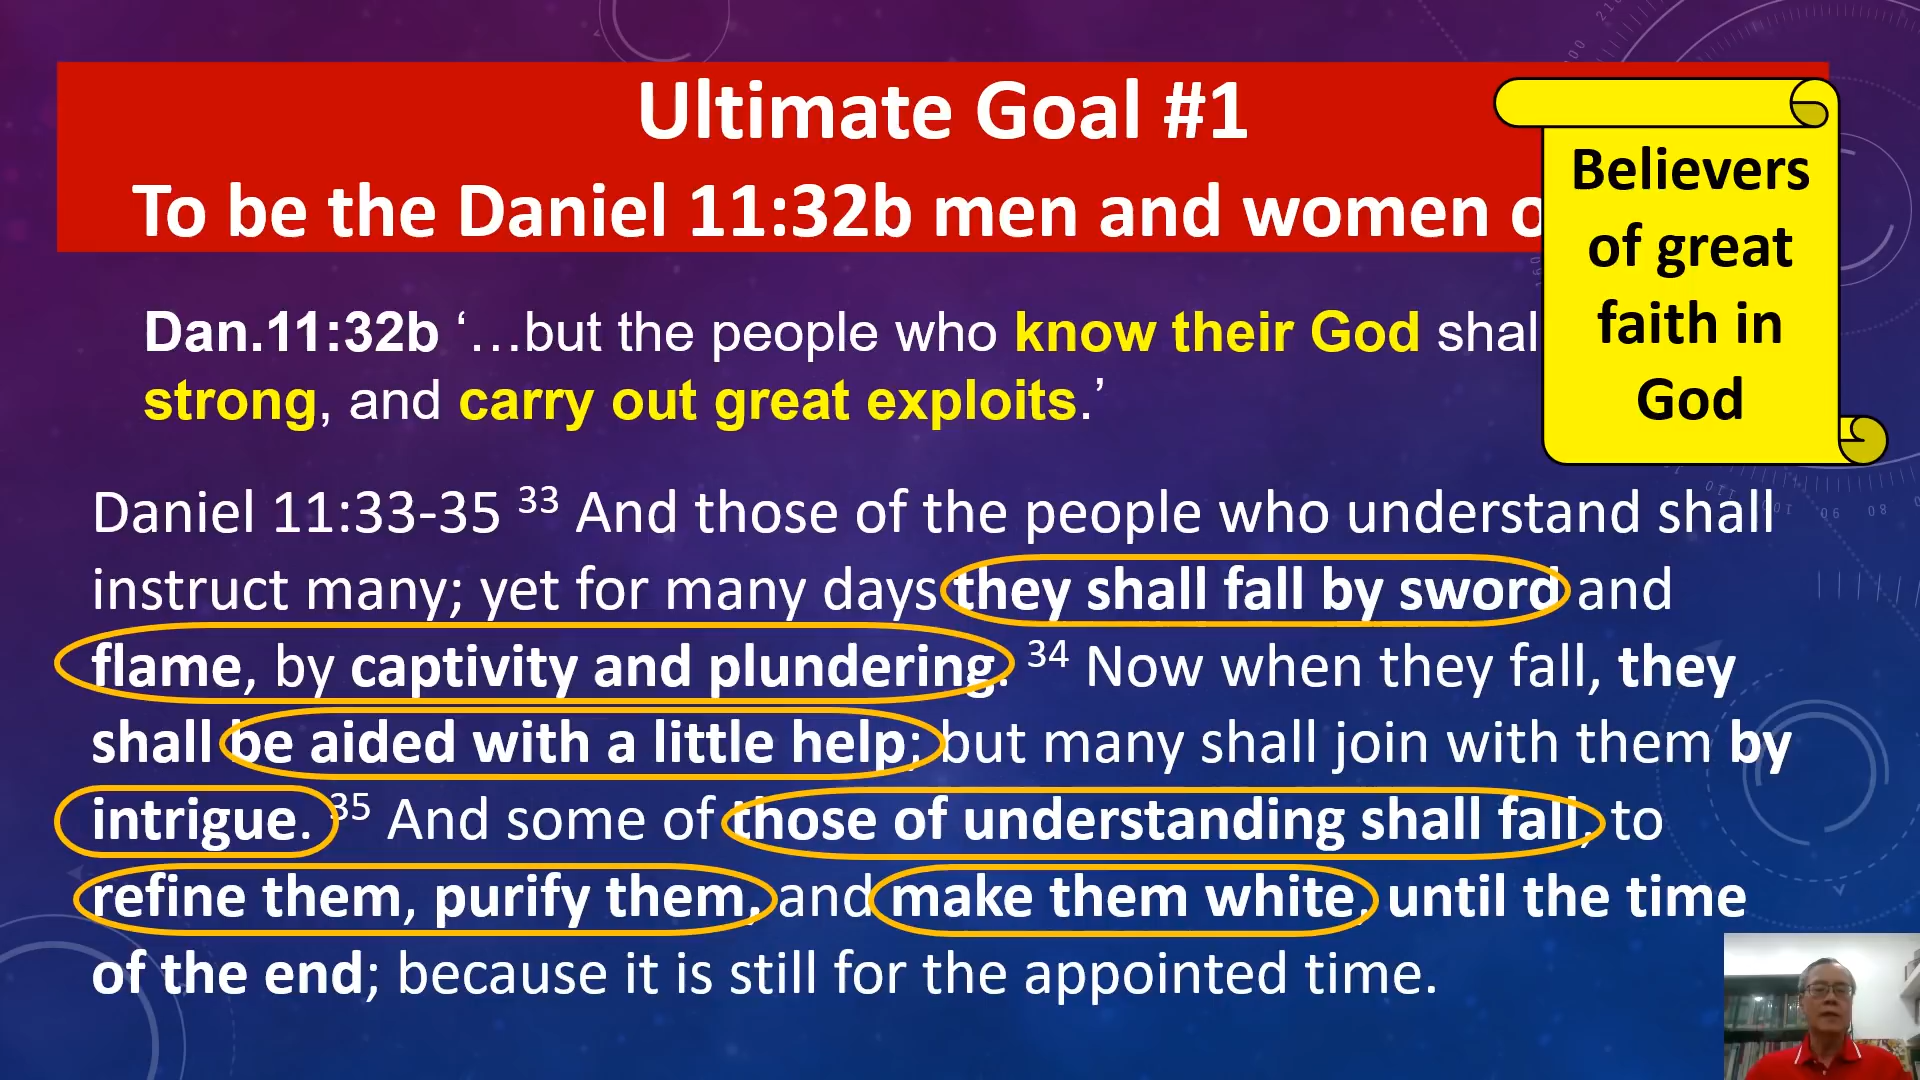 Ultimate Goal #1
To be the Daniel 11:32b men and women o
Believers
of great
faith in
God
Dan.11:32b ‘…but the people who know their God shal
strong, and carry out great exploits.’
Daniel 11:33-35 33 And those of the people who understand shall
instruct many; yet for many days they shall fall by sword and
flame, by captivity and plundering. 34 Now when they fall, they
shall be aided with a little help; but many shall join with them by
intrigue. 35 And some of those of understanding shall fall, to
refine them, purify them, and make them white, until the time
of the end; because it is still for the appointed time.